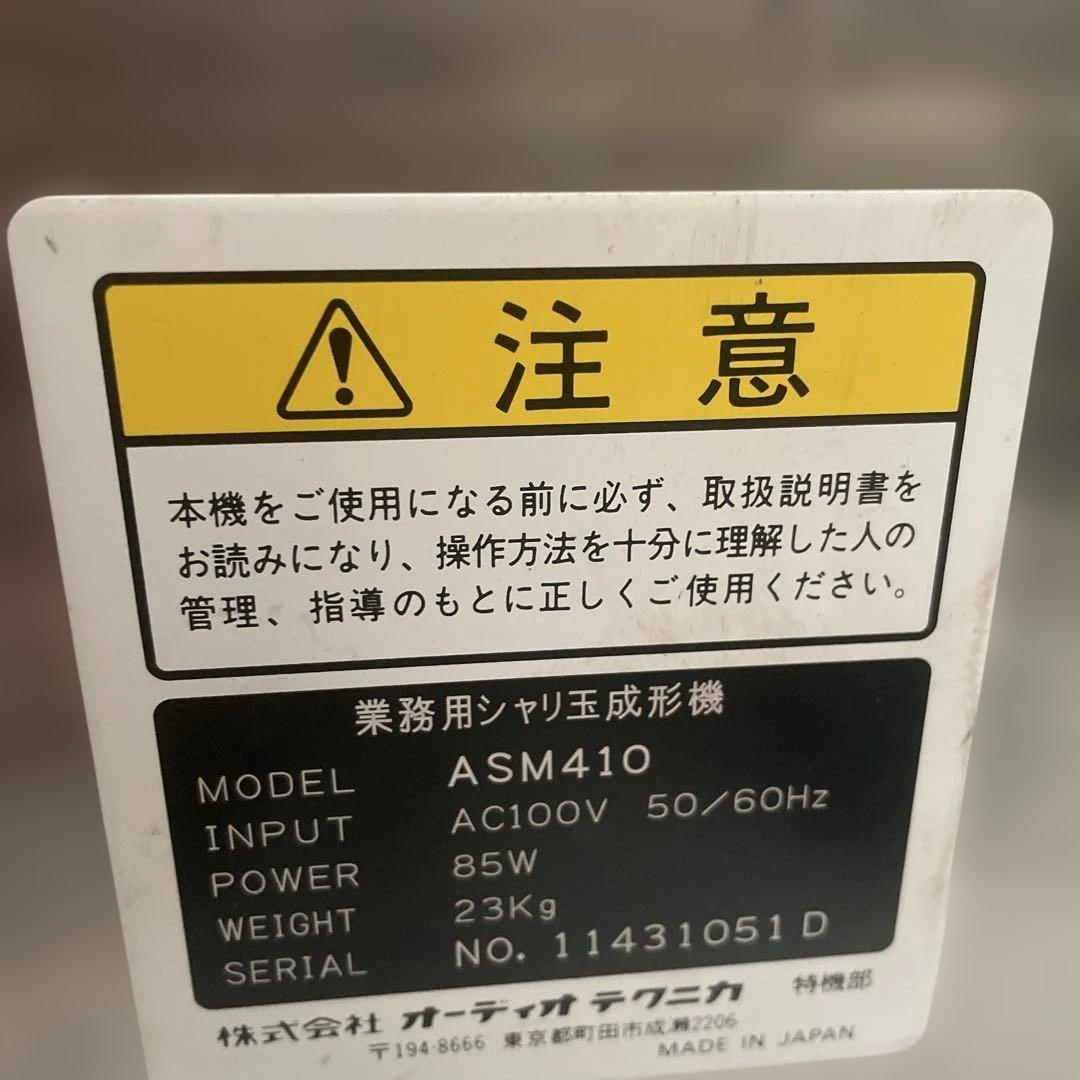 注意
本機をご使用になる前に必ず、取扱説明書を
お読みになり、操作方法を十分に理解した人の
管理、指導のもとに正しくご使用ください。
業務用シャリ玉成形機
MODEL ASM410
INPUT AC100V 50/60Hz
POWER 85W
WEIGHT 23Kg
SERIAL NO. 11431051D
株式会社 オーディオテクニカ 特機部
〒194-8666 東京都町田市成瀬2206
MADE IN JAPAN